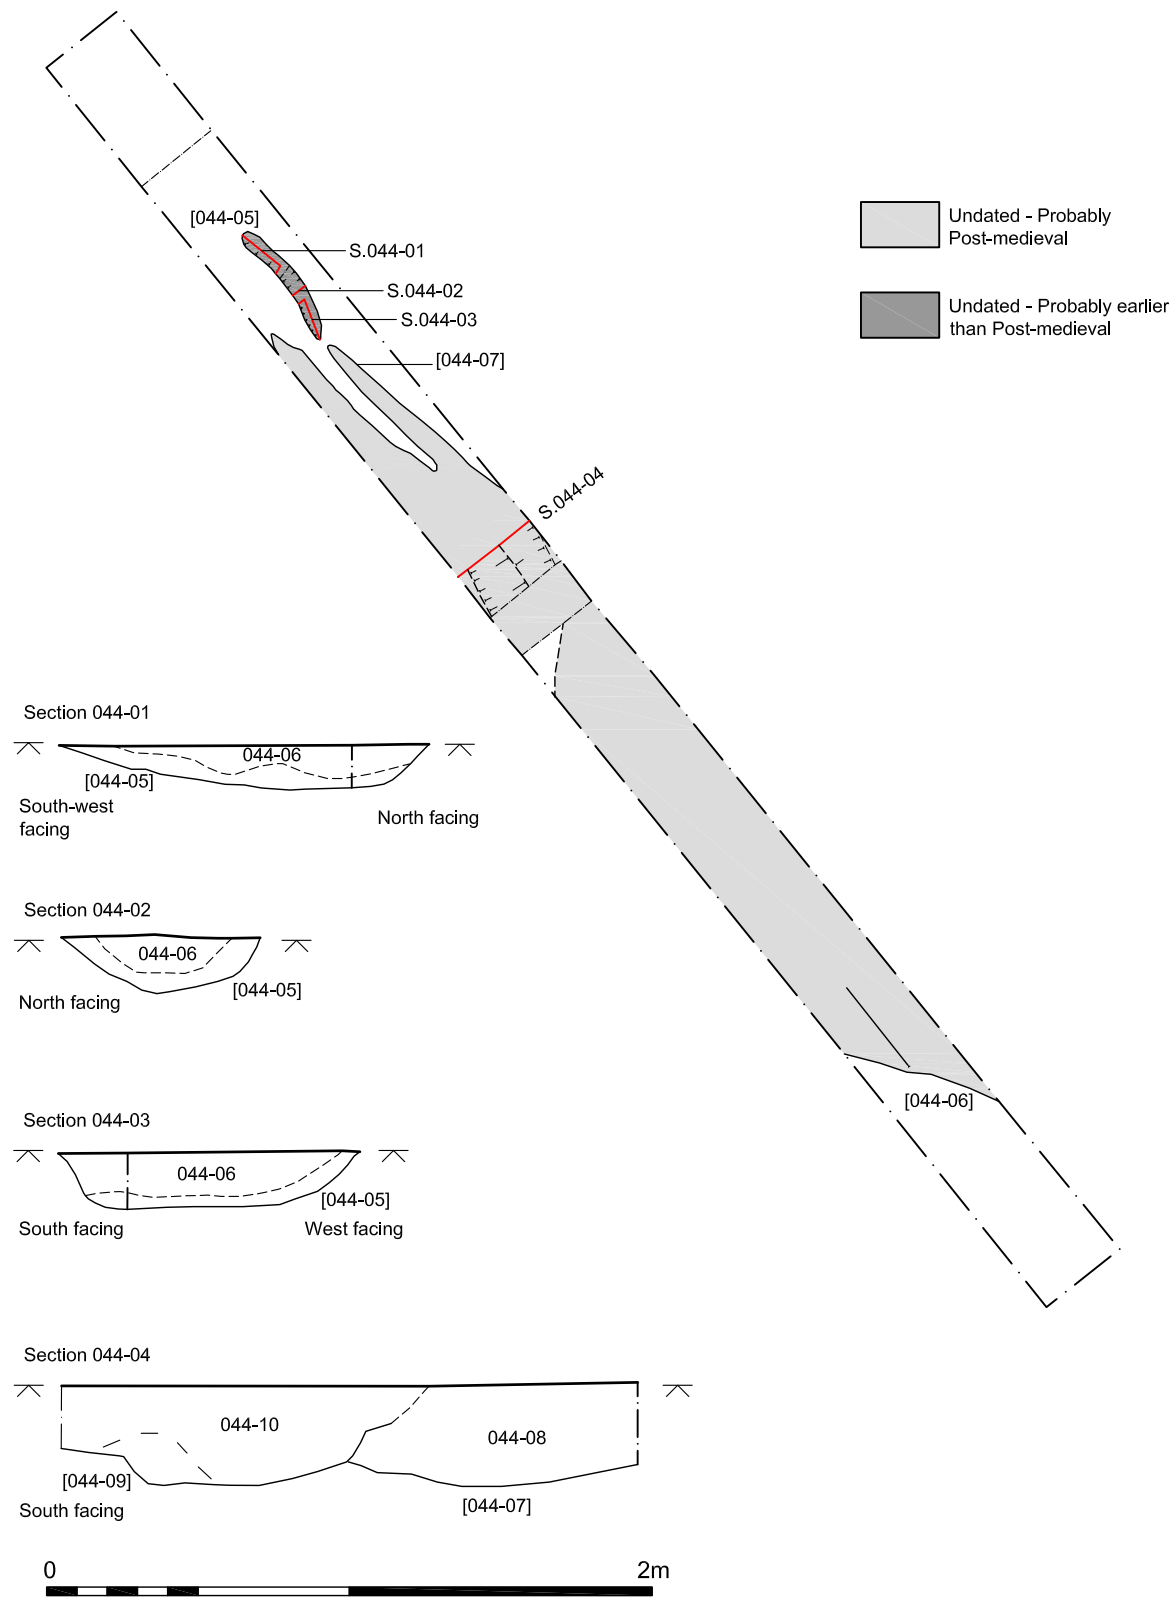 [044-05]
S.044-01
S.044-02
S.044-03
[044-07]
S.044-04
[044-06]
Undated - Probably
Post-medieval
Undated - Probably earlier
than Post-medieval
Section 044-01
044-06
[044-05]
South-west
facing
North facing
Section 044-02
044-06
[044-05]
North facing
Section 044-03
044-06
[044-05]
South facing
West facing
Section 044-04
044-10
044-08
[044-09]
[044-07]
South facing
0
2m